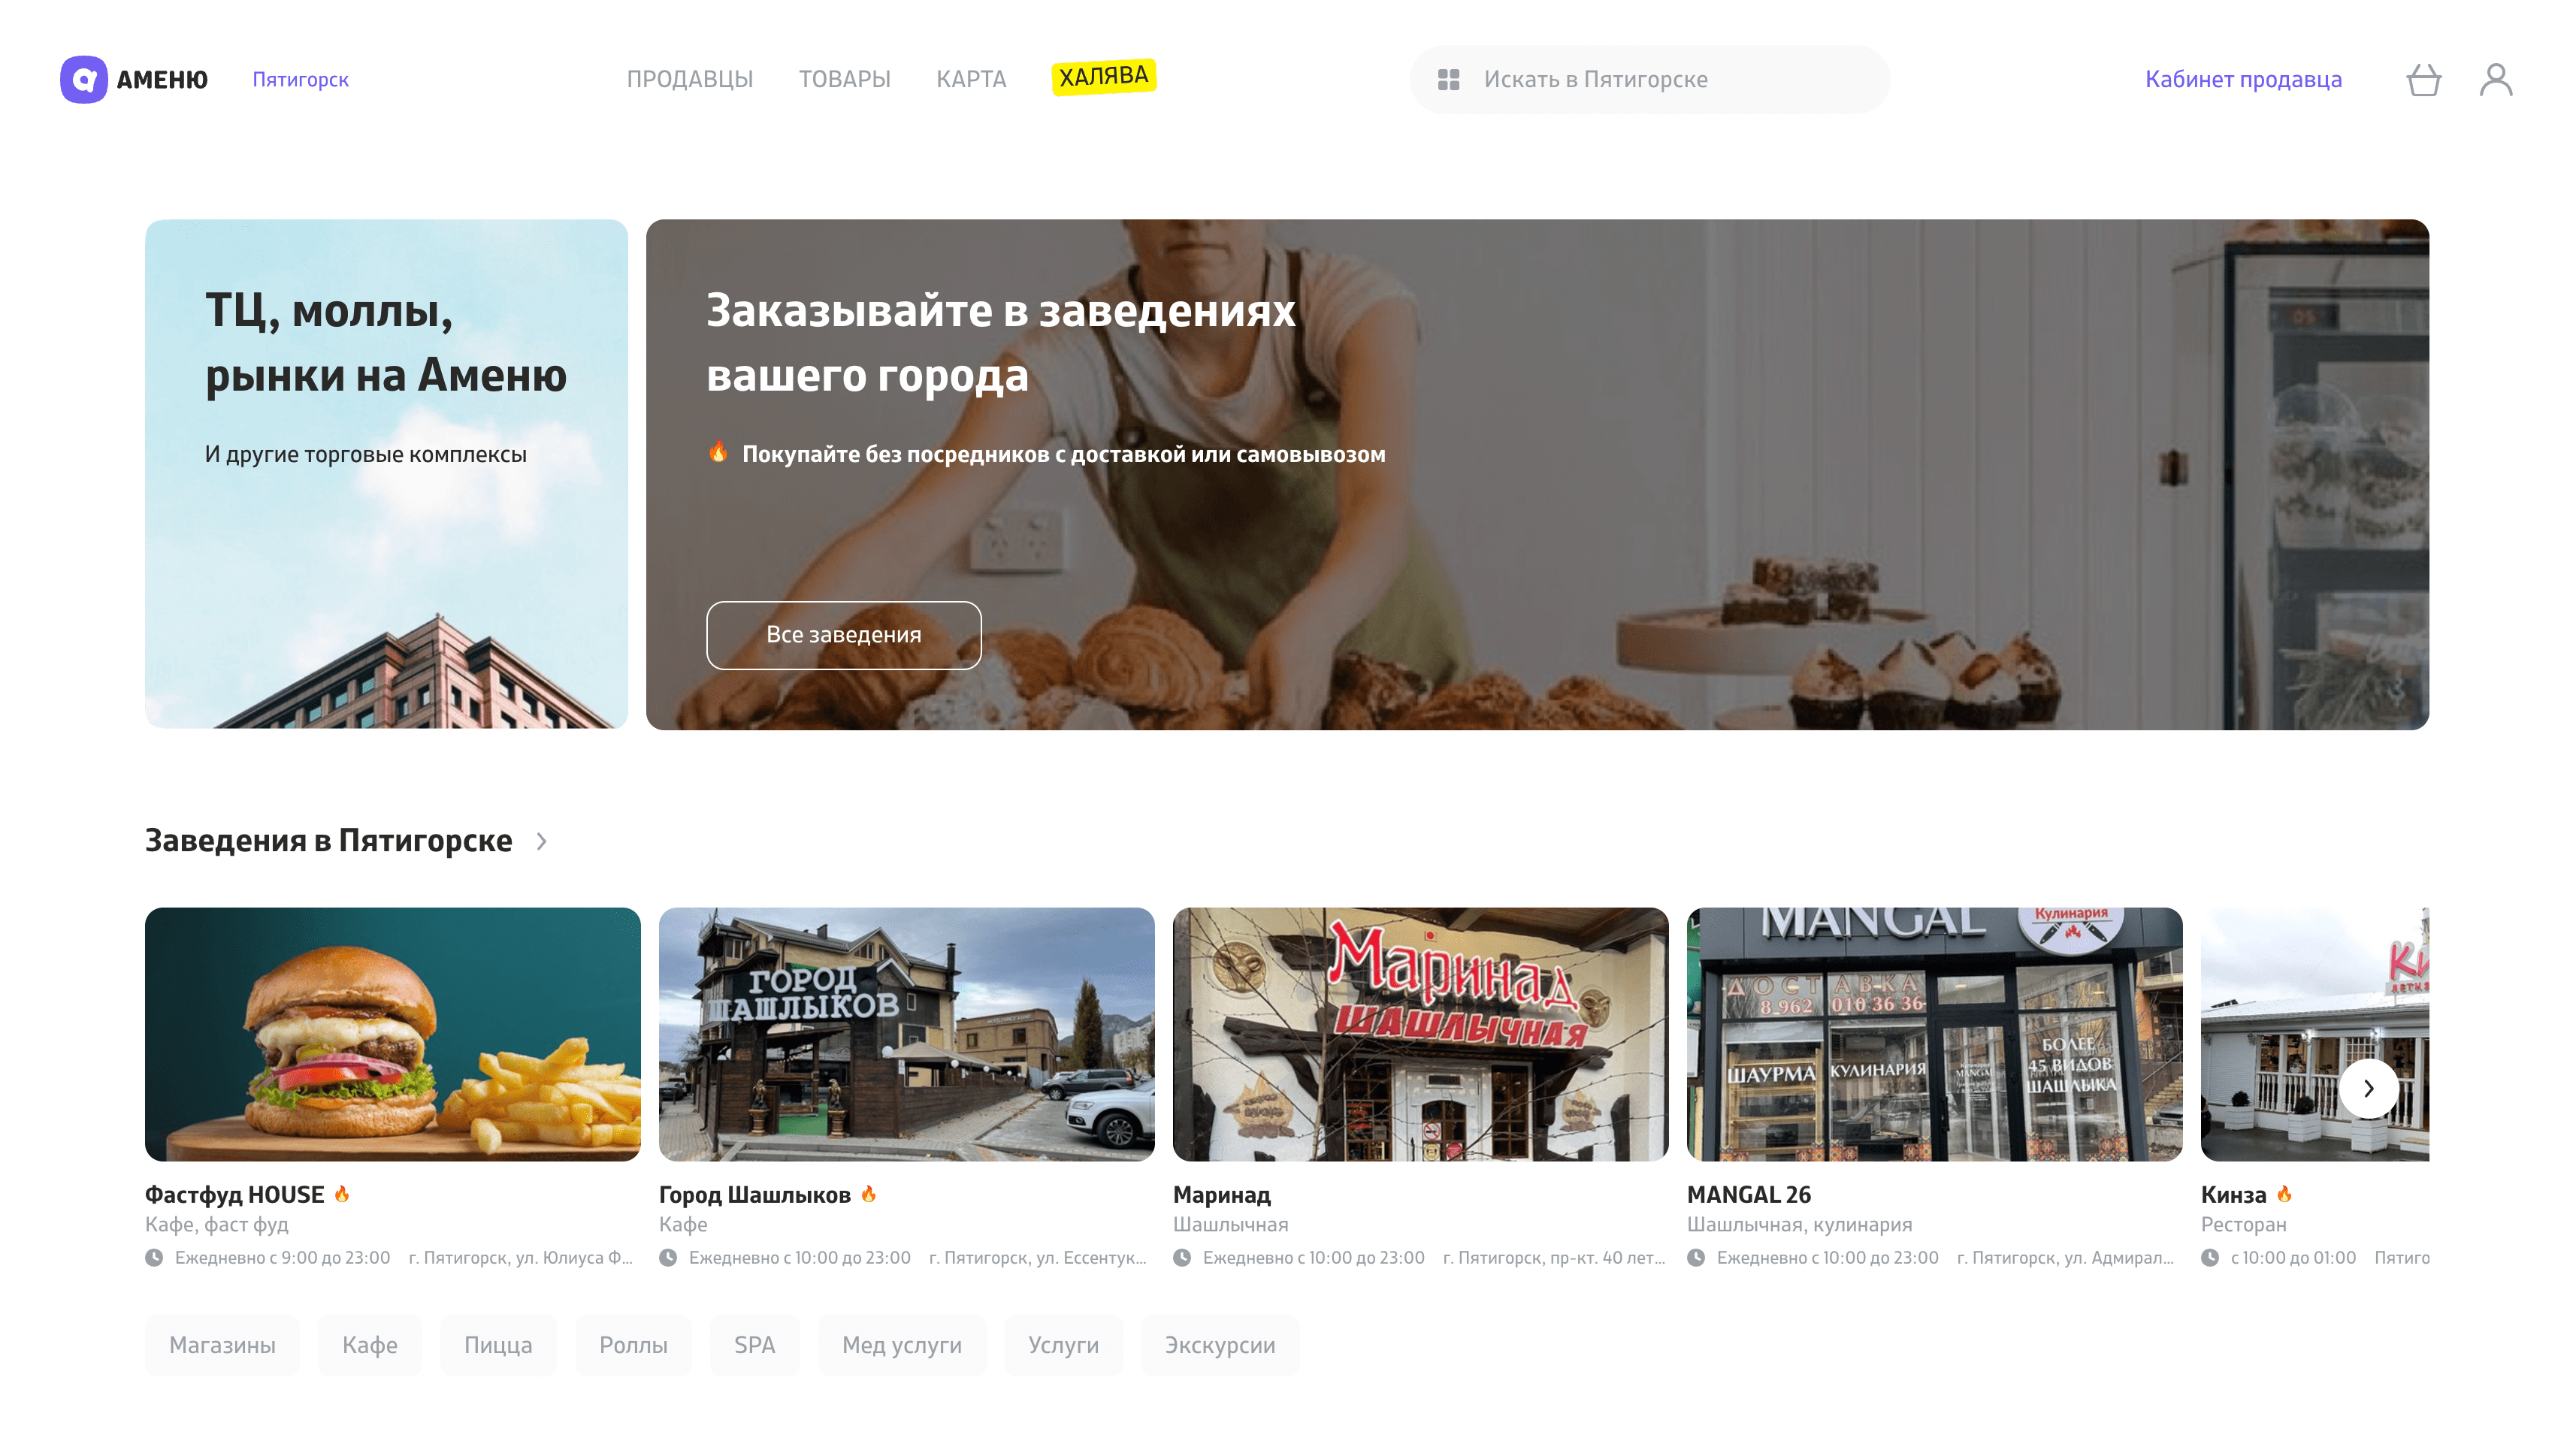 АМЕНЮ
Пятигорск
ПРОДАВЦЫ
ТОВАРЫ
КАРТА
ХАЛЯВА
Искать в Пятигорске
Кабинет продавца
ТЦ, моллы,
рынки на Аменю
И другие торговые комплексы
Заказывайте в заведениях
вашего города
🔥 Покупайте без посредников с доставкой или самовывозом
Все заведения
Заведения в Пятигорске
ГОРОД
ШАШЛЫКОВ
Маринад
ШАШЛЫЧНАЯ
MANGAL
Кулинария
ДОСТАВКА
8 962 010 36 36
ШАУРМА
КУЛИНАРИЯ
БОЛЕЕ
45 ВИДОВ
ШАШЛЫКА
Фастфуд HOUSE 🔥
Кафе, фаст фуд
Ежедневно с 9:00 до 23:00 г. Пятигорск, ул. Юлиуса Ф...
Город Шашлыков 🔥
Кафе
Ежедневно с 10:00 до 23:00 г. Пятигорск, ул. Ессентук...
Маринад
Шашлычная
Ежедневно с 10:00 до 23:00 г. Пятигорск, пр-кт. 40 лет...
MANGAL 26
Шашлычная, кулинария
Ежедневно с 10:00 до 23:00 г. Пятигорск, ул. Адмирал...
Кинза 🔥
Ресторан
с 10:00 до 01:00 Пятиго
Магазины
Кафе
Пицца
Роллы
SPA
Мед услуги
Услуги
Экскурсии